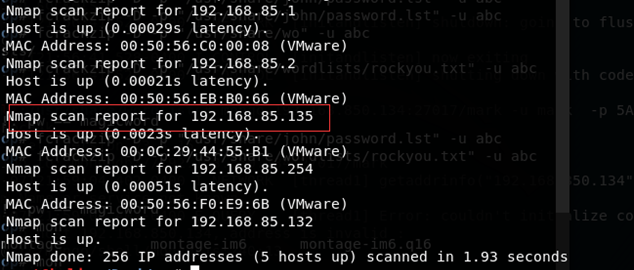 Nmap scan report for 192.168.85.1
Host is up (0.00029s latency).
MAC Address: 00:50:56:C0:00:08 (VMware)
Nmap scan report for 192.168.85.2
Host is up (0.00021s latency).
MAC Address: 00:50:56:EB:B0:66 (VMware)
Nmap scan report for 192.168.85.135
Host is up (0.0023s latency).
MAC Address: 00:0C:29:44:55:B1 (VMware)
Nmap scan report for 192.168.85.254
Host is up (0.00051s latency).
MAC Address: 00:50:56:F0:E9:6B (VMware)
Nmap scan report for 192.168.85.132
Host is up.
montage-im6 montage-im6.q16
Nmap done: 256 IP addresses (5 hosts up) scanned in 1.93 seconds